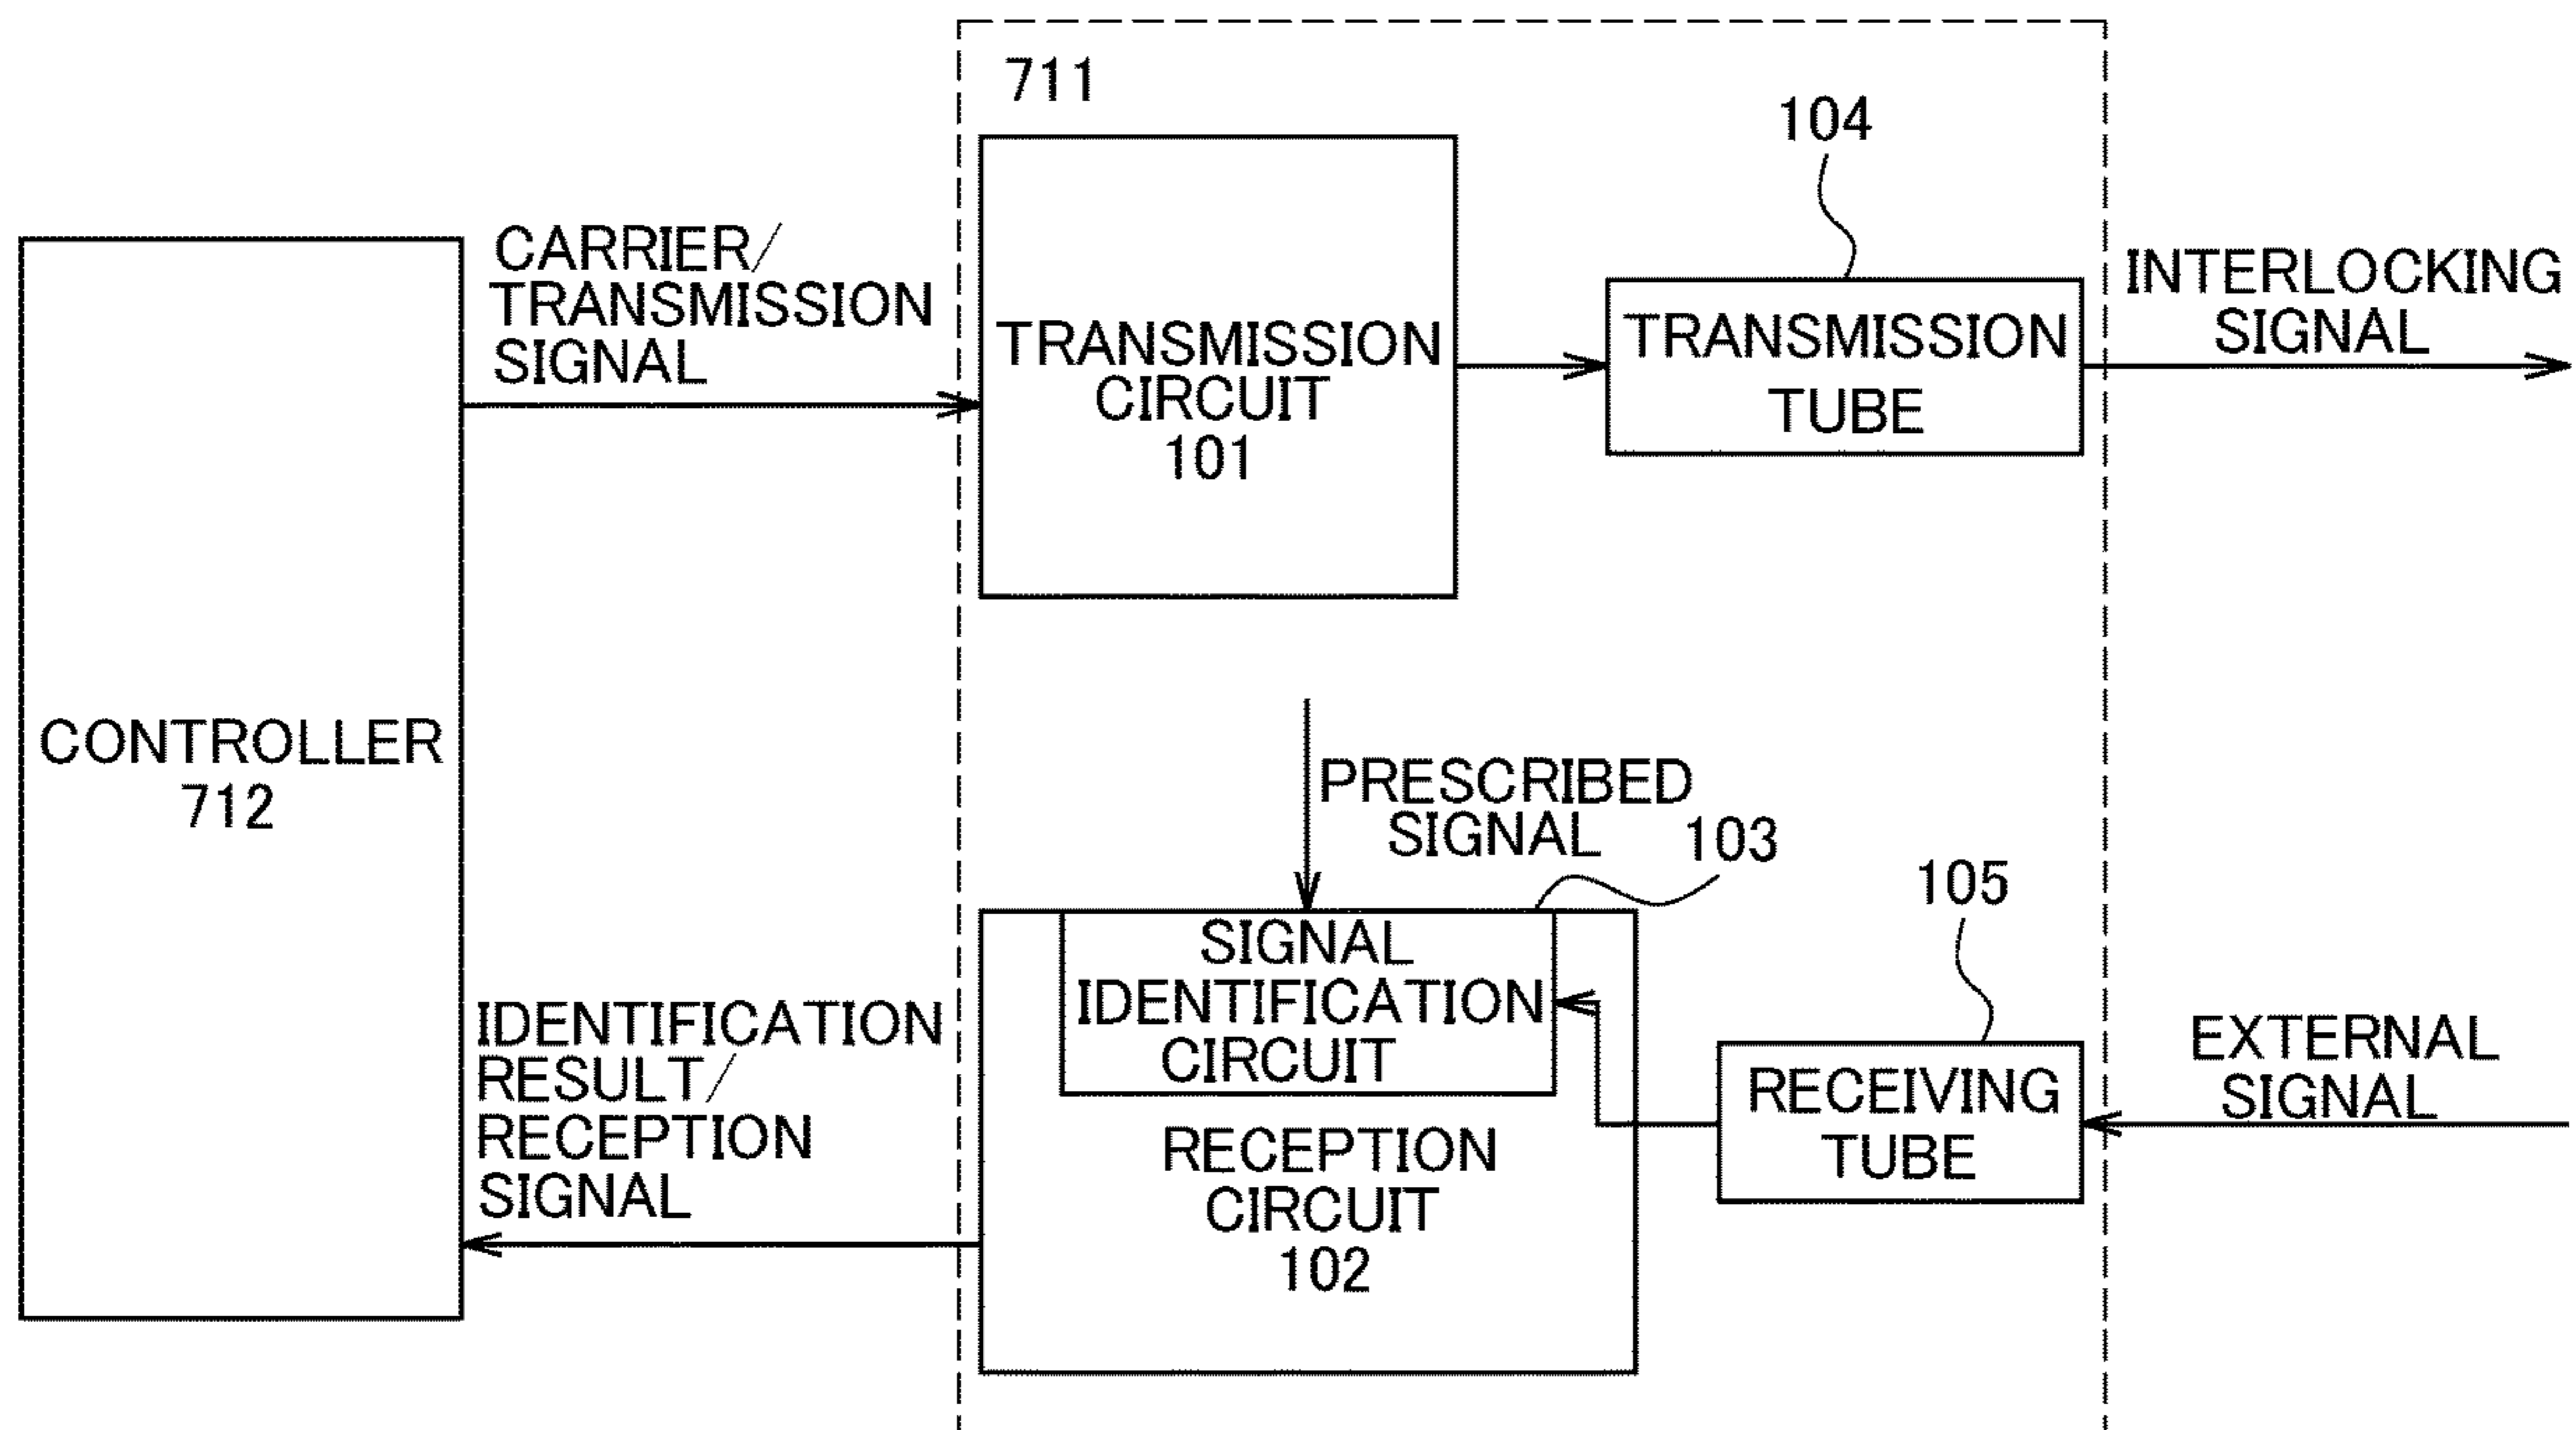 711
104
CARRIER/
TRANSMISSION
SIGNAL
TRANSMISSION
CIRCUIT
101
TRANSMISSION
TUBE
INTERLOCKING
SIGNAL
CONTROLLER
712
PRESCRIBED
SIGNAL
103
105
SIGNAL
IDENTIFICATION
CIRCUIT
IDENTIFICATION
RESULT/
RECEPTION
SIGNAL
RECEPTION
CIRCUIT
102
RECEIVING
TUBE
EXTERNAL
SIGNAL